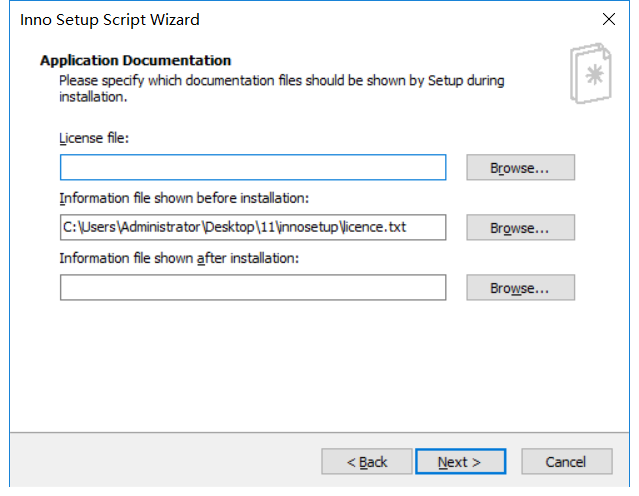 Inno Setup Script Wizard
Application Documentation
Please specify which documentation files should be shown by Setup during
installation.
License file:
Browse...
Information file shown before installation:
C:\Users\Administrator\Desktop\11\innosetup\licence.txt
Browse...
Information file shown after installation:
Browse...
< Back
Next >
Cancel